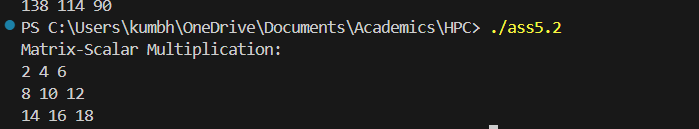 138 114 90
PS C:\Users\kumbh\OneDrive\Documents\Academics\HPC> ./ass5.2
Matrix-Scalar Multiplication:
2 4 6
8 10 12
14 16 18